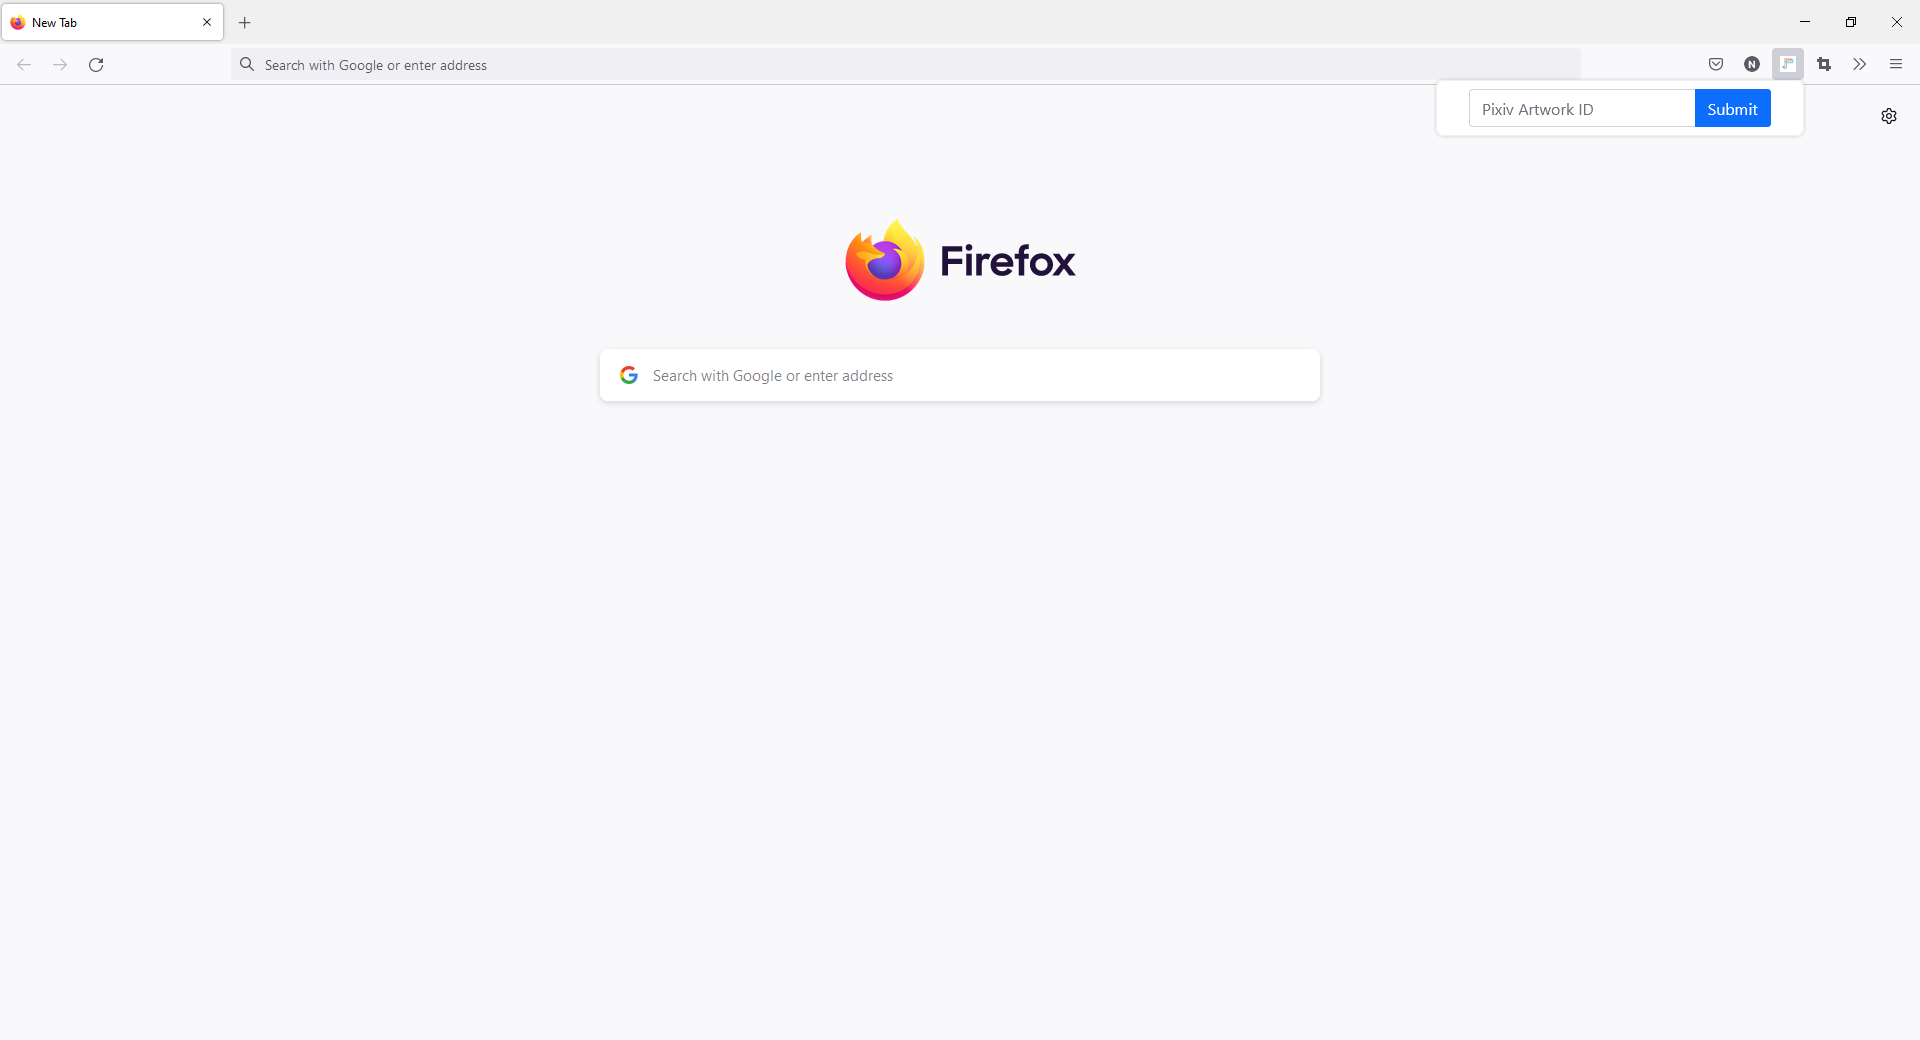 New Tab
Search with Google or enter address
N
Pixiv Artwork ID
Submit
Firefox
Search with Google or enter address